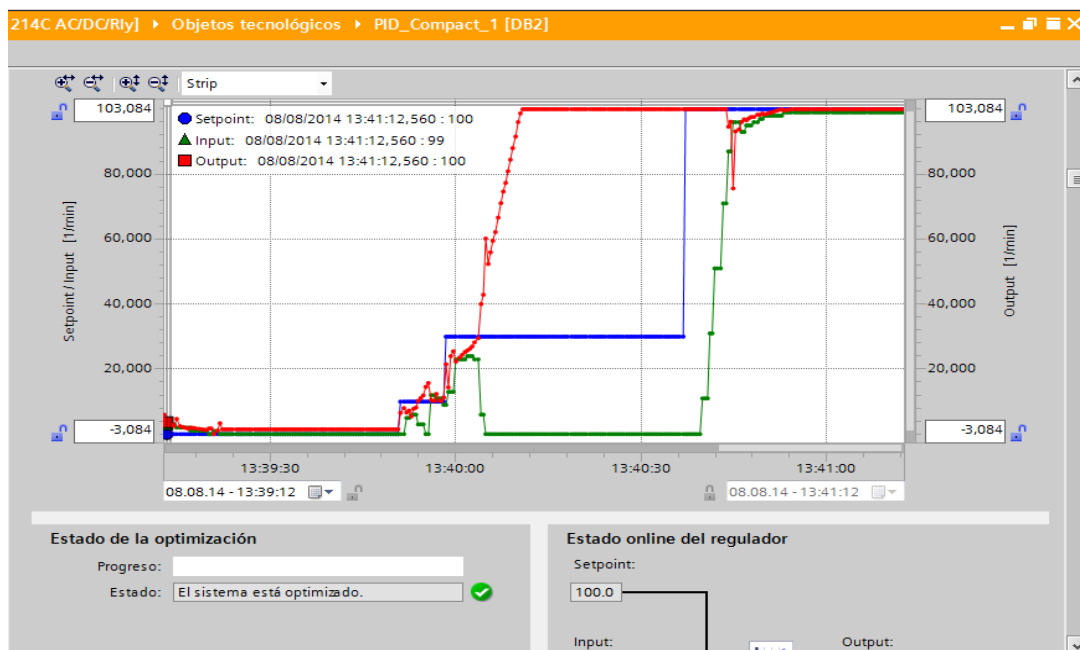 214C AC/DC/Rly] ▸ Objetos tecnológicos ▸ PID_Compact_1 [DB2]
Strip
103,084
103,084
Setpoint: 08/08/2014 13:41:12,560 : 100
Input: 08/08/2014 13:41:12,560 : 99
Output: 08/08/2014 13:41:12,560 : 100
80,000
80,000
60,000
60,000
40,000
40,000
20,000
20,000
-3,084
-3,084
Setpoint / Input [1/min]
Output [1/min]
13:39:30 13:40:00 13:40:30 13:41:00
08.08.14 - 13:39:12
08.08.14 - 13:41:12
Estado de la optimización
Progreso:
Estado: El sistema está optimizado.
Estado online del regulador
Setpoint:
100.0
Input: Output: